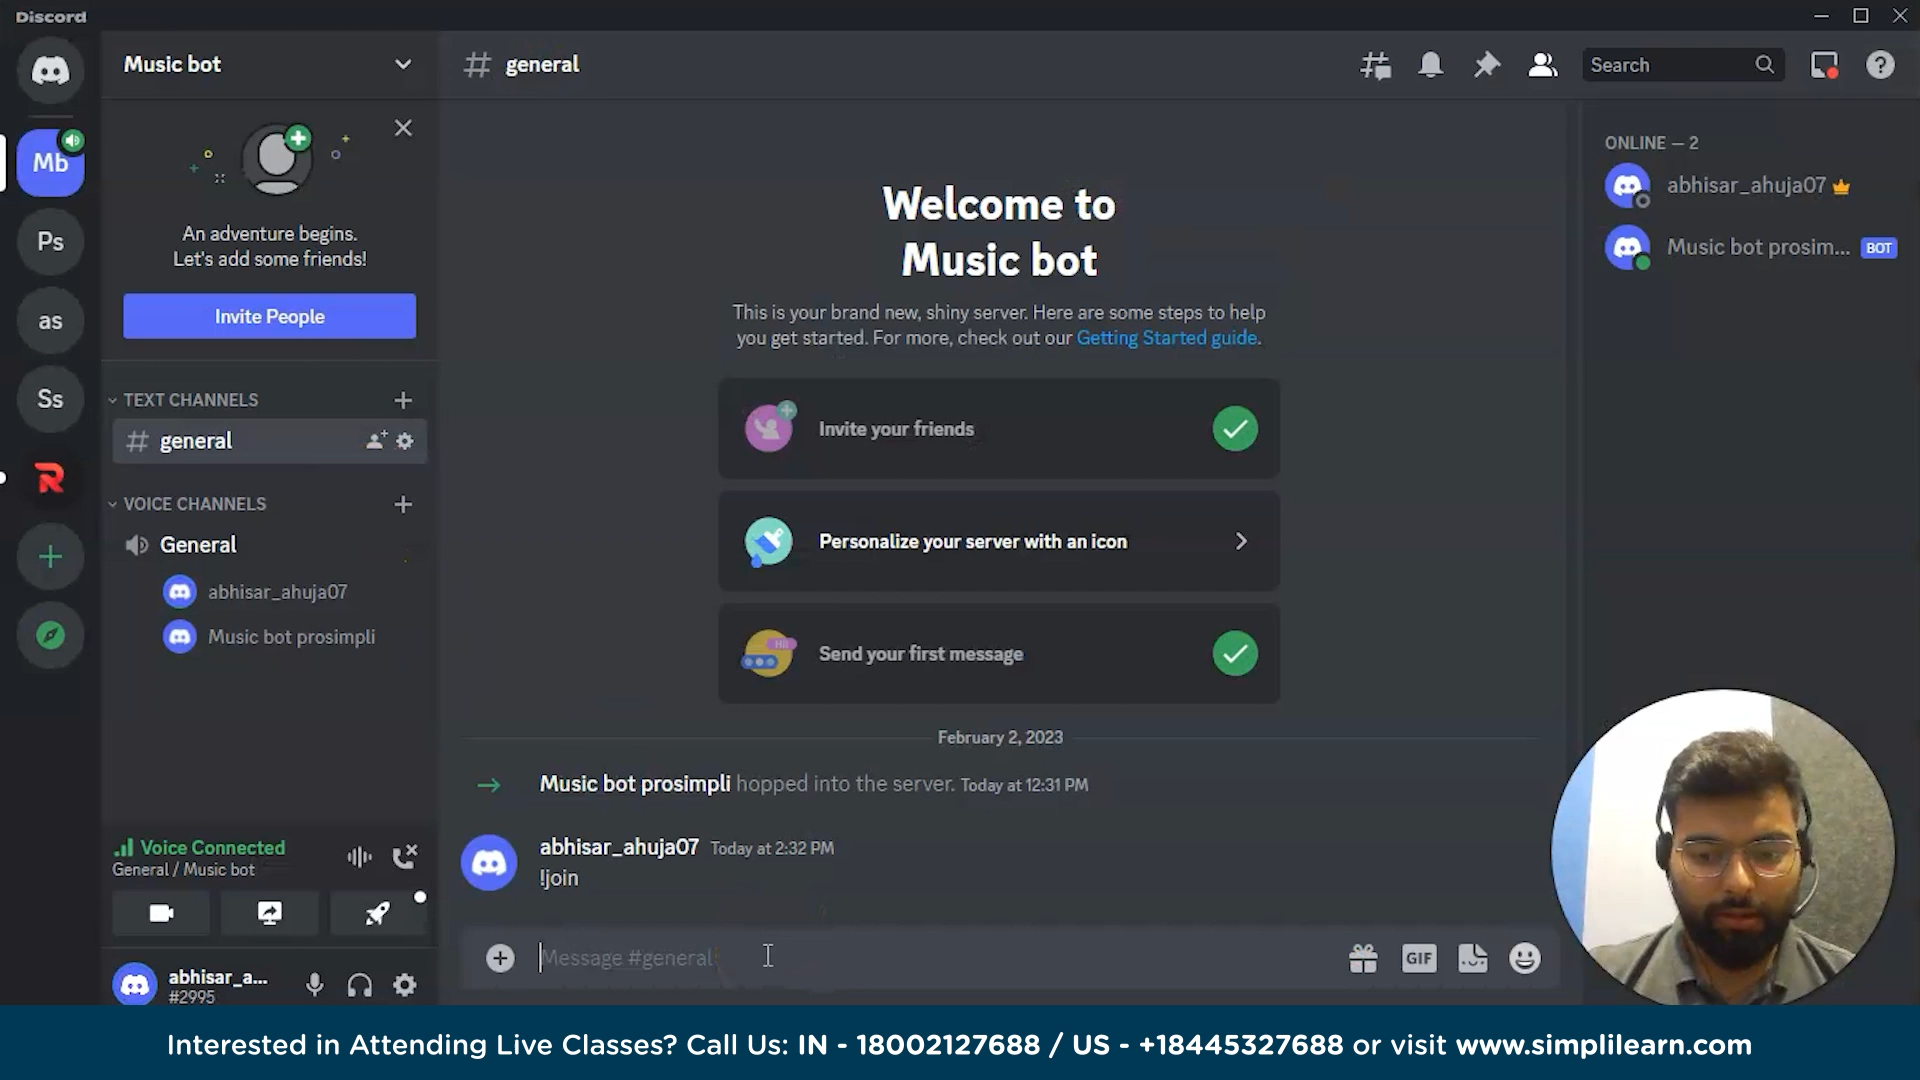 Discord
Mb
Ps
as
Ss
Music bot
An adventure begins.
Let's add some friends!
Invite People
TEXT CHANNELS
general
VOICE CHANNELS
General
abhisar_ahuja07
Music bot prosimpli
Voice Connected
General / Music bot
abhisar_a...
#2995
# general
Search
Welcome to
Music bot
This is your brand new, shiny server. Here are some steps to help
you get started. For more, check out our Getting Started guide.
Invite your friends
Personalize your server with an icon
Send your first message
February 2, 2023
Music bot prosimpli hopped into the server. Today at 12:31 PM
abhisar_ahuja07 Today at 2:32 PM
!join
Message #general
GIF
ONLINE — 2
abhisar_ahuja07
Music bot prosim... BOT
Interested in Attending Live Classes? Call Us: IN - 18002127688 / US - +18445327688 or visit www.simplilearn.com